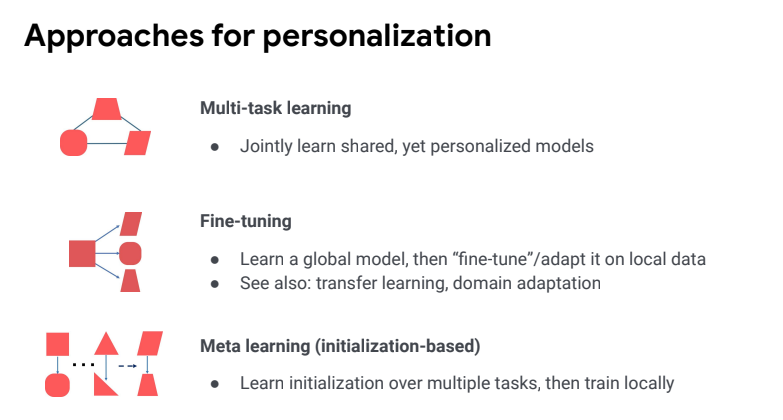 Approaches for personalization
Multi-task learning
● Jointly learn shared, yet personalized models
Fine-tuning
● Learn a global model, then “fine-tune”/adapt it on local data
● See also: transfer learning, domain adaptation
Meta learning (initialization-based)
● Learn initialization over multiple tasks, then train locally